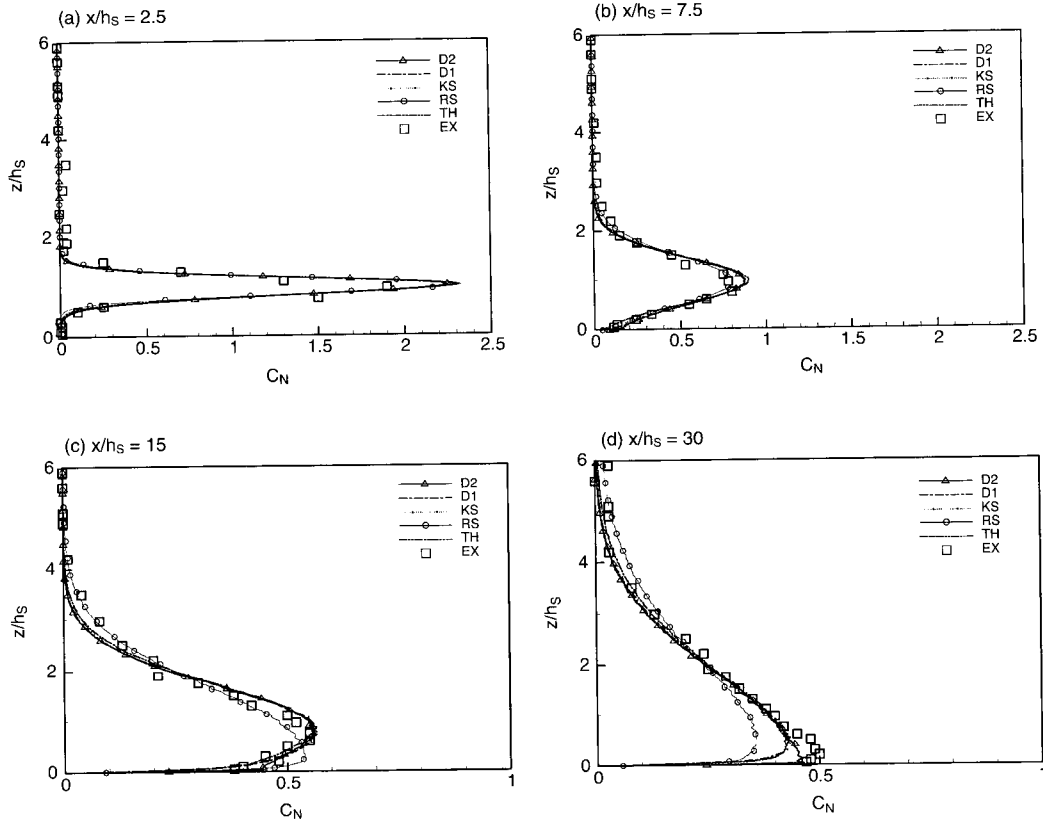 (a) x/hS = 2.5
6
4
2
0
z/hS
0
0.5
1
1.5
2
2.5
CN
D2
D1
KS
RS
TH
EX
(b) x/hS = 7.5
6
4
2
0
z/hS
0
0.5
1
1.5
2
2.5
CN
D2
D1
KS
RS
TH
EX
(c) x/hS = 15
6
4
2
0
z/hS
0
0.5
1
CN
D2
D1
KS
RS
TH
EX
(d) x/hS = 30
6
4
2
0
z/hS
0
0.5
1
CN
D2
D1
KS
RS
TH
EX